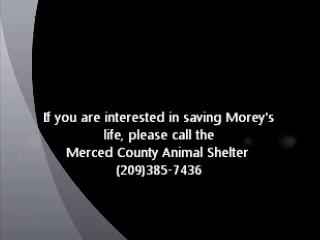 If you are interested in saving Morey's
life, please call the
Merced County Animal Shelter
(209)385-7436